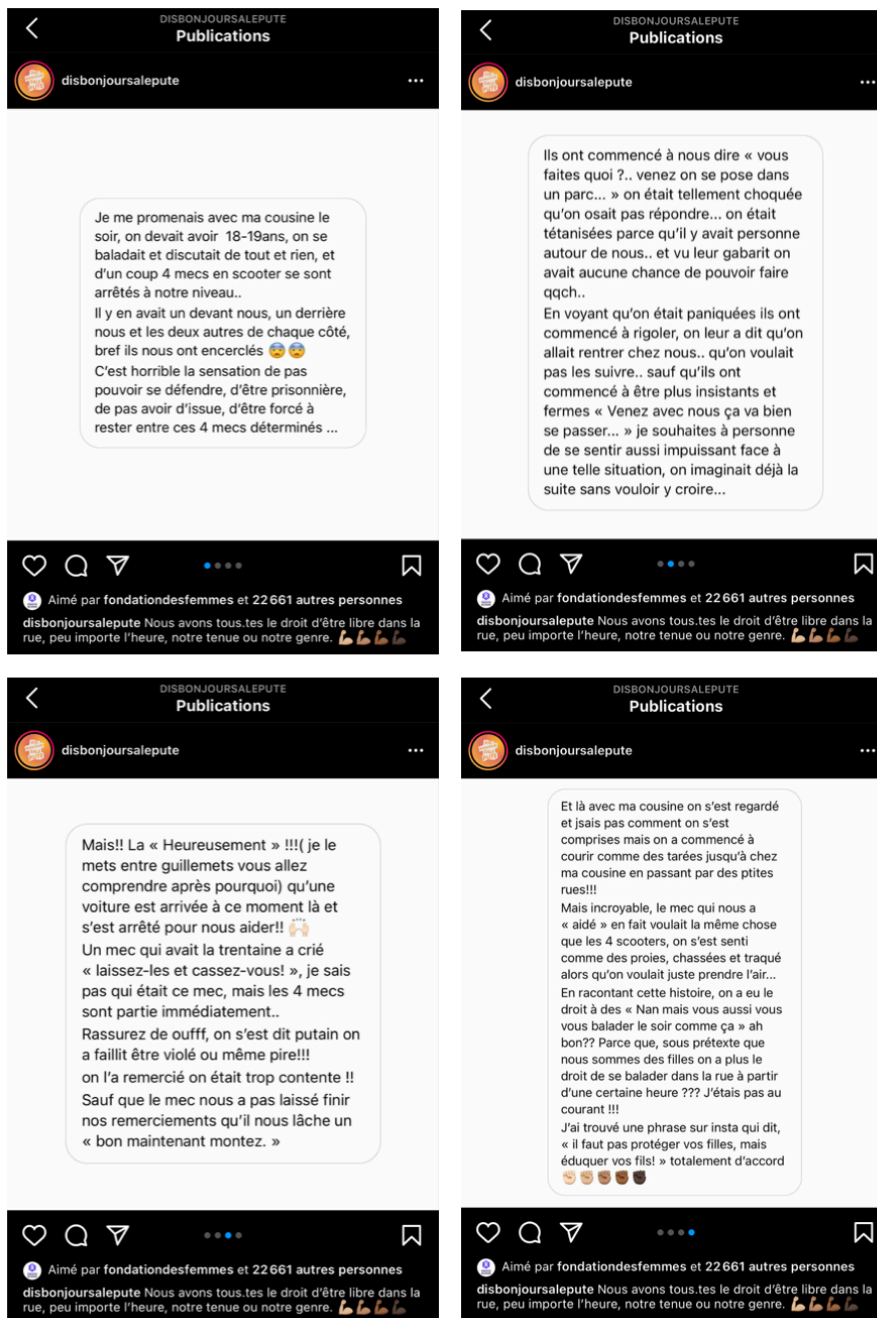 DISBONJOURSALEPUTE
Publications
disbonjoursalepute
Je me promenais avec ma cousine le
soir, on devait avoir 18-19ans, on se
baladait et discutait de tout et rien, et
d'un coup 4 mecs en scooter se sont
arrêtés à notre niveau..
Il y en avait un devant nous, un derrière
nous et les deux autres de chaque côté,
bref ils nous ont encerclés 😨😨
C'est horrible la sensation de pas
pouvoir se défendre, d'être prisonnière,
de pas avoir d'issue, d'être forcé à
rester entre ces 4 mecs déterminés ...
Aimé par fondationdesfemmes et 22 661 autres personnes
disbonjoursalepute Nous avons tous.tes le droit d'être libre dans la
rue, peu importe l'heure, notre tenue ou notre genre. 💪🏼💪🏽💪🏾💪🏿
DISBONJOURSALEPUTE
Publications
disbonjoursalepute
Ils ont commencé à nous dire « vous
faites quoi ?.. venez on se pose dans
un parc... » on était tellement choquée
qu'on osait pas répondre... on était
tétanisées parce qu'il y avait personne
autour de nous.. et vu leur gabarit on
avait aucune chance de pouvoir faire
qqch..
En voyant qu'on était paniquées ils ont
commencé à rigoler, on leur a dit qu'on
allait rentrer chez nous.. qu'on voulait
pas les suivre.. sauf qu'ils ont
commencé à être plus insistants et
fermes « Venez avec nous ça va bien
se passer... » je souhaites à personne
de se sentir aussi impuissant face à
une telle situation, on imaginait déjà la
suite sans vouloir y croire...
Aimé par fondationdesfemmes et 22 661 autres personnes
disbonjoursalepute Nous avons tous.tes le droit d'être libre dans la
rue, peu importe l'heure, notre tenue ou notre genre. 💪🏼💪🏽💪🏾💪🏿
DISBONJOURSALEPUTE
Publications
disbonjoursalepute
Mais!! La « Heureusement » !!!( je le
mets entre guillemets vous allez
comprendre après pourquoi) qu'une
voiture est arrivée à ce moment là et
s'est arrêté pour nous aider!! 🙌🏻
Un mec qui avait la trentaine a crié
« laissez-les et cassez-vous! », je sais
pas qui était ce mec, mais les 4 mecs
sont partie immédiatement..
Rassurez de oufff, on s'est dit putain on
a faillit être violé ou même pire!!!
on l'a remercié on était trop contente !!
Sauf que le mec nous a pas laissé finir
nos remerciements qu'il nous lâche un
« bon maintenant montez. »
Aimé par fondationdesfemmes et 22 661 autres personnes
disbonjoursalepute Nous avons tous.tes le droit d'être libre dans la
rue, peu importe l'heure, notre tenue ou notre genre. 💪🏼💪🏽💪🏾💪🏿
DISBONJOURSALEPUTE
Publications
disbonjoursalepute
Et là avec ma cousine on s'est regardé
et jsais pas comment on s'est
comprises mais on a commencé à
courir comme des tarées jusqu'à chez
ma cousine en passant par des ptites
rues!!!
Mais incroyable, le mec qui nous a
« aidé » en fait voulait la même chose
que les 4 scooters, on s'est senti
comme des proies, chassées et traqué
alors qu'on voulait juste prendre l'air...
En racontant cette histoire, on a eu le
droit à des « Nan mais vous aussi vous
vous balader le soir comme ça » ah
bon?? Parce que, sous prétexte que
nous sommes des filles on a plus le
droit de se balader dans la rue à partir
d'une certaine heure ??? J'étais pas au
courant !!!
J'ai trouvé une phrase sur insta qui dit,
« il faut pas protéger vos filles, mais
éduquer vos fils! » totalement d'accord
✊🏻✊🏼✊🏽✊🏾✊🏿
Aimé par fondationdesfemmes et 22 661 autres personnes
disbonjoursalepute Nous avons tous.tes le droit d'être libre dans la
rue, peu importe l'heure, notre tenue ou notre genre. 💪🏼💪🏽💪🏾💪🏿